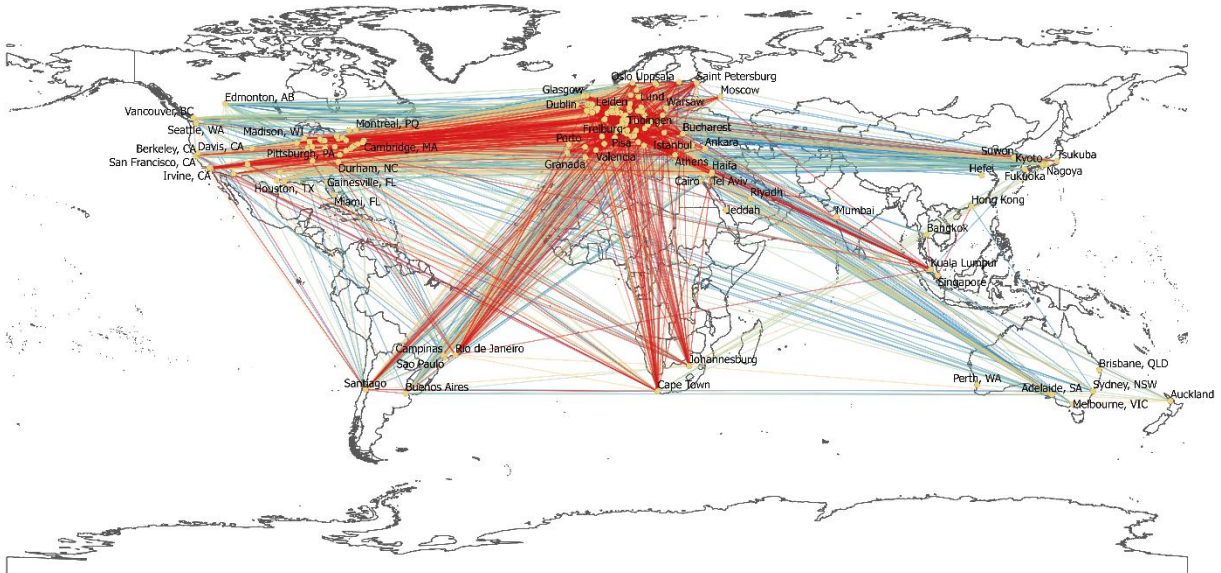 Oslo Uppsala Saint Petersburg
Glasgow Moscow
Edmonton, AB
Dublin Leiden Lund Warsaw
Vancouver, BC
Seattle, WA Madison, WI Montreal, PQ Tübingen
Freiburg Bucharest
Berkeley, CA Davis, CA Cambridge, MA Porto Pisa Istanbul Ankara
Pittsburgh, PA Valencia Suwon Kyoto Tsukuba
San Francisco, CA Durham, NC Granada Athens Haifa Hefei Nagoya
Irvine, CA Gainesville, FL Cairo Tel Aviv Fukuoka
Houston, TX Riyadh
Miami, FL Jeddah Mumbai Hong Kong
Bangkok
Kuala Lumpur
Singapore
Campinas Rio de Janeiro
Sao Paulo Johannesburg Brisbane, QLD
Santiago Buenos Aires Cape Town Perth, WA Adelaide, SA Sydney, NSW
Melbourne, VIC Auckland